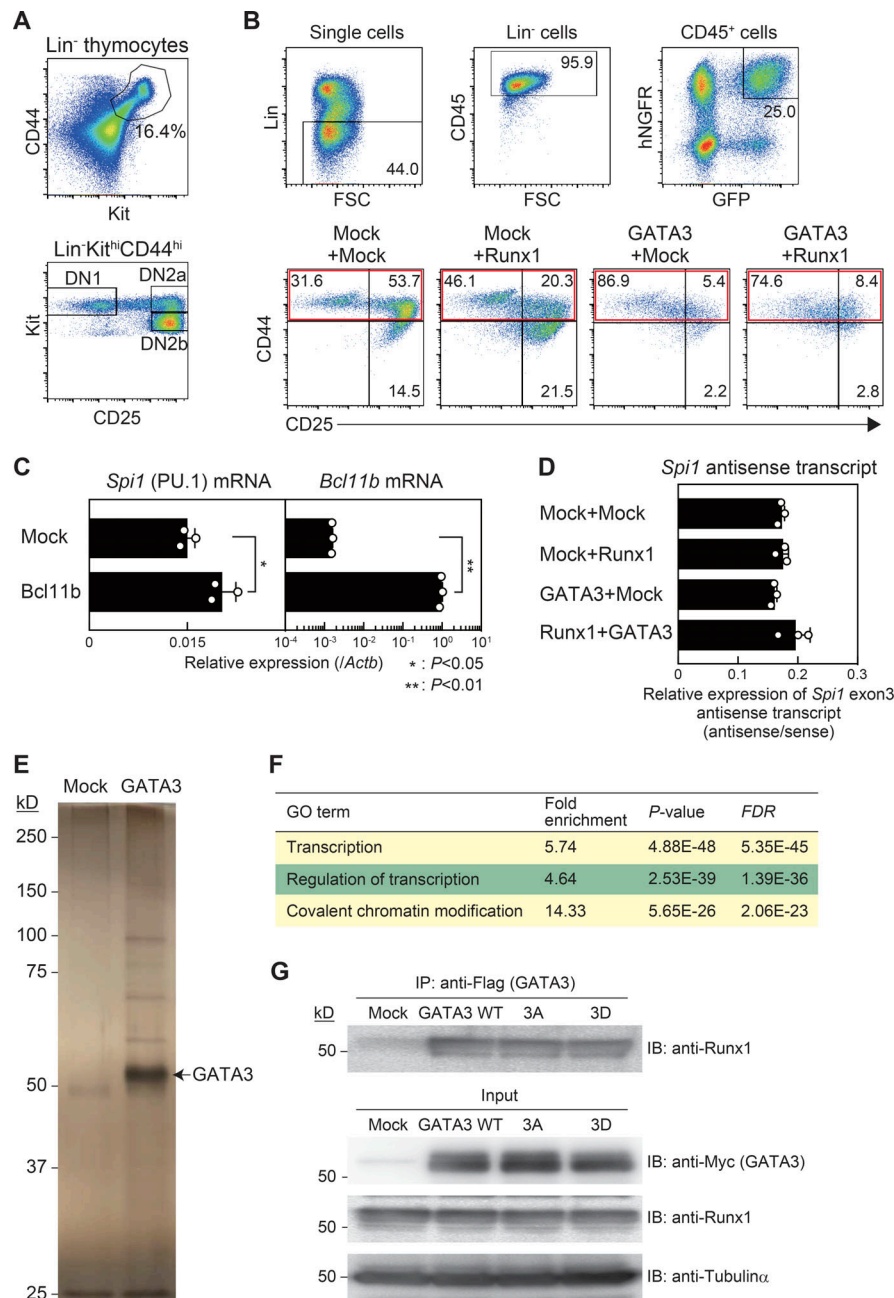 A
Lin⁻ thymocytes
CD44
16.4%
Kit
Lin⁻KitʰⁱCD44ʰⁱ
DN1
DN2a
Kit
DN2b
CD25
B
Single cells
Lin⁻ cells
CD45⁺ cells
Lin
44.0
FSC
CD45
95.9
FSC
hNGFR
25.0
GFP
Mock
+Mock
Mock
+Runx1
GATA3
+Mock
GATA3
+Runx1
CD44
31.6 53.7
14.5
46.1 20.3
21.5
86.9 5.4
2.2
74.6 8.4
2.8
CD25
C
Spi1 (PU.1) mRNA
Bcl11b mRNA
Mock
Bcl11b
*
**
0 0.015
10⁻⁴ 10⁻³ 10⁻² 10⁻¹ 10⁰ 10¹
Relative expression (/Actb)
* : P<0.05
** : P<0.01
D
Spi1 antisense transcript
Mock+Mock
Mock+Runx1
GATA3+Mock
Runx1+GATA3
0 0.1 0.2 0.3
Relative expression of Spi1 exon3
antisense transcript
(antisense/sense)
E
kD
Mock GATA3
250
150
100
75
50
37
25
GATA3
F
GO term Fold enrichment P-value FDR
Transcription 5.74 4.88E-48 5.35E-45
Regulation of transcription 4.64 2.53E-39 1.39E-36
Covalent chromatin modification 14.33 5.65E-26 2.06E-23
G
IP: anti-Flag (GATA3)
kD
Mock GATA3 WT 3A 3D
50
IB: anti-Runx1
Input
Mock GATA3 WT 3A 3D
50
IB: anti-Myc (GATA3)
50
IB: anti-Runx1
50
IB: anti-Tubulinα